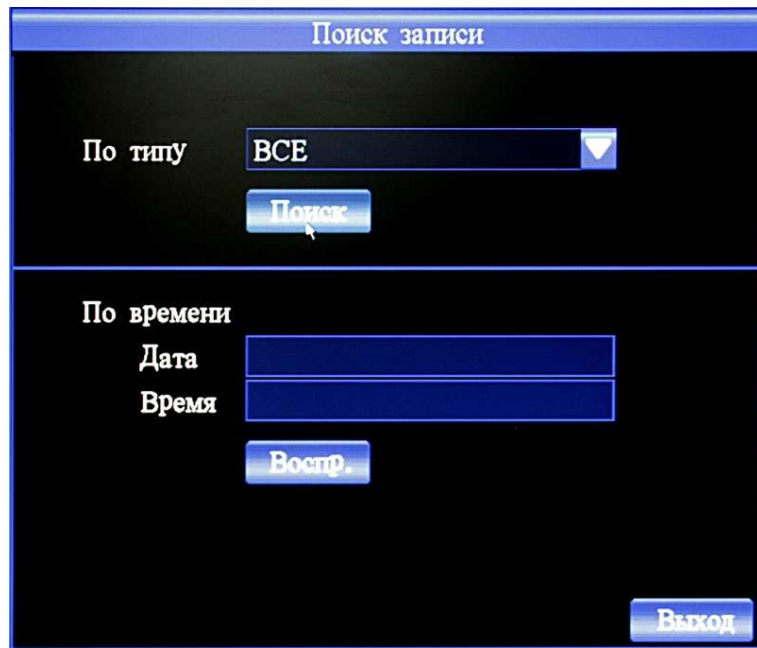 Поиск записи
По типу ВСЕ
Поиск
По времени
Дата
Время
Воспр.
Выход